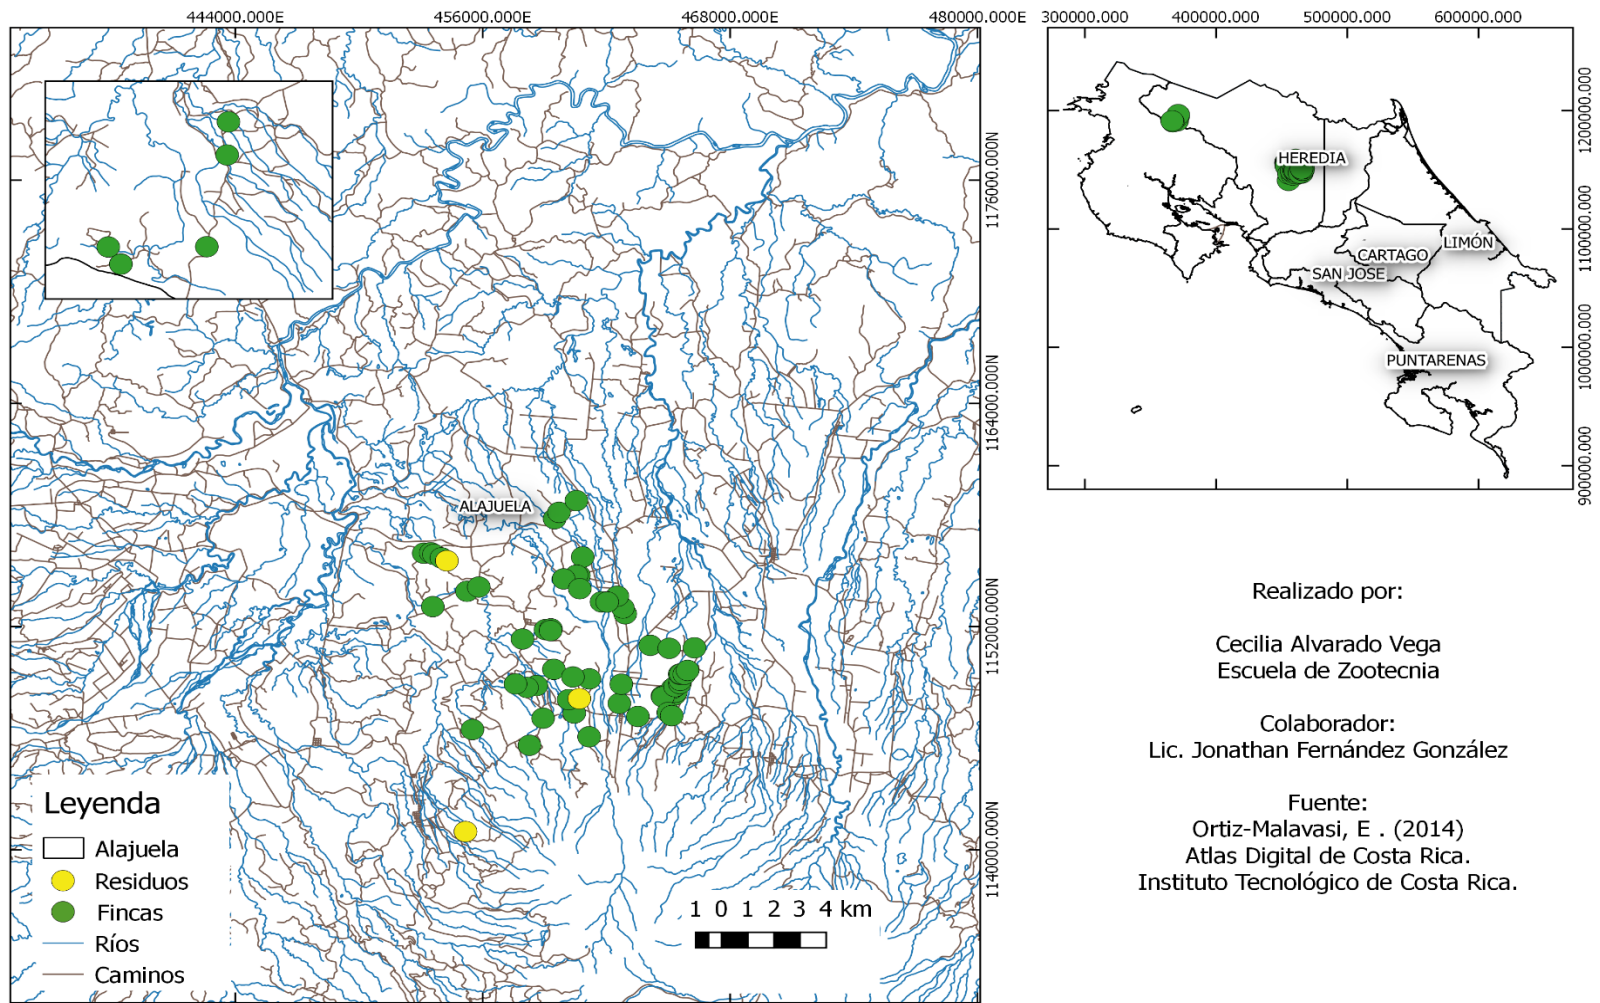 444000.000E
456000.000E
468000.000E
480000.000E
300000.000
400000.000
500000.000
600000.000
1176000.000N
1164000.000N
1152000.000N
1140000.000N
ALAJUELA
Leyenda
Alajuela
Residuos
Fincas
Ríos
Caminos
1 0 1 2 3 4 km
1200000.000
1100000.000
1000000.000
900000.000
HEREDIA
LIMÓN
CARTAGO
SAN JOSE
PUNTARENAS
Realizado por:
Cecilia Alvarado Vega
Escuela de Zootecnia
Colaborador:
Lic. Jonathan Fernández González
Fuente:
Ortiz-Malavasi, E . (2014)
Atlas Digital de Costa Rica.
Instituto Tecnológico de Costa Rica.